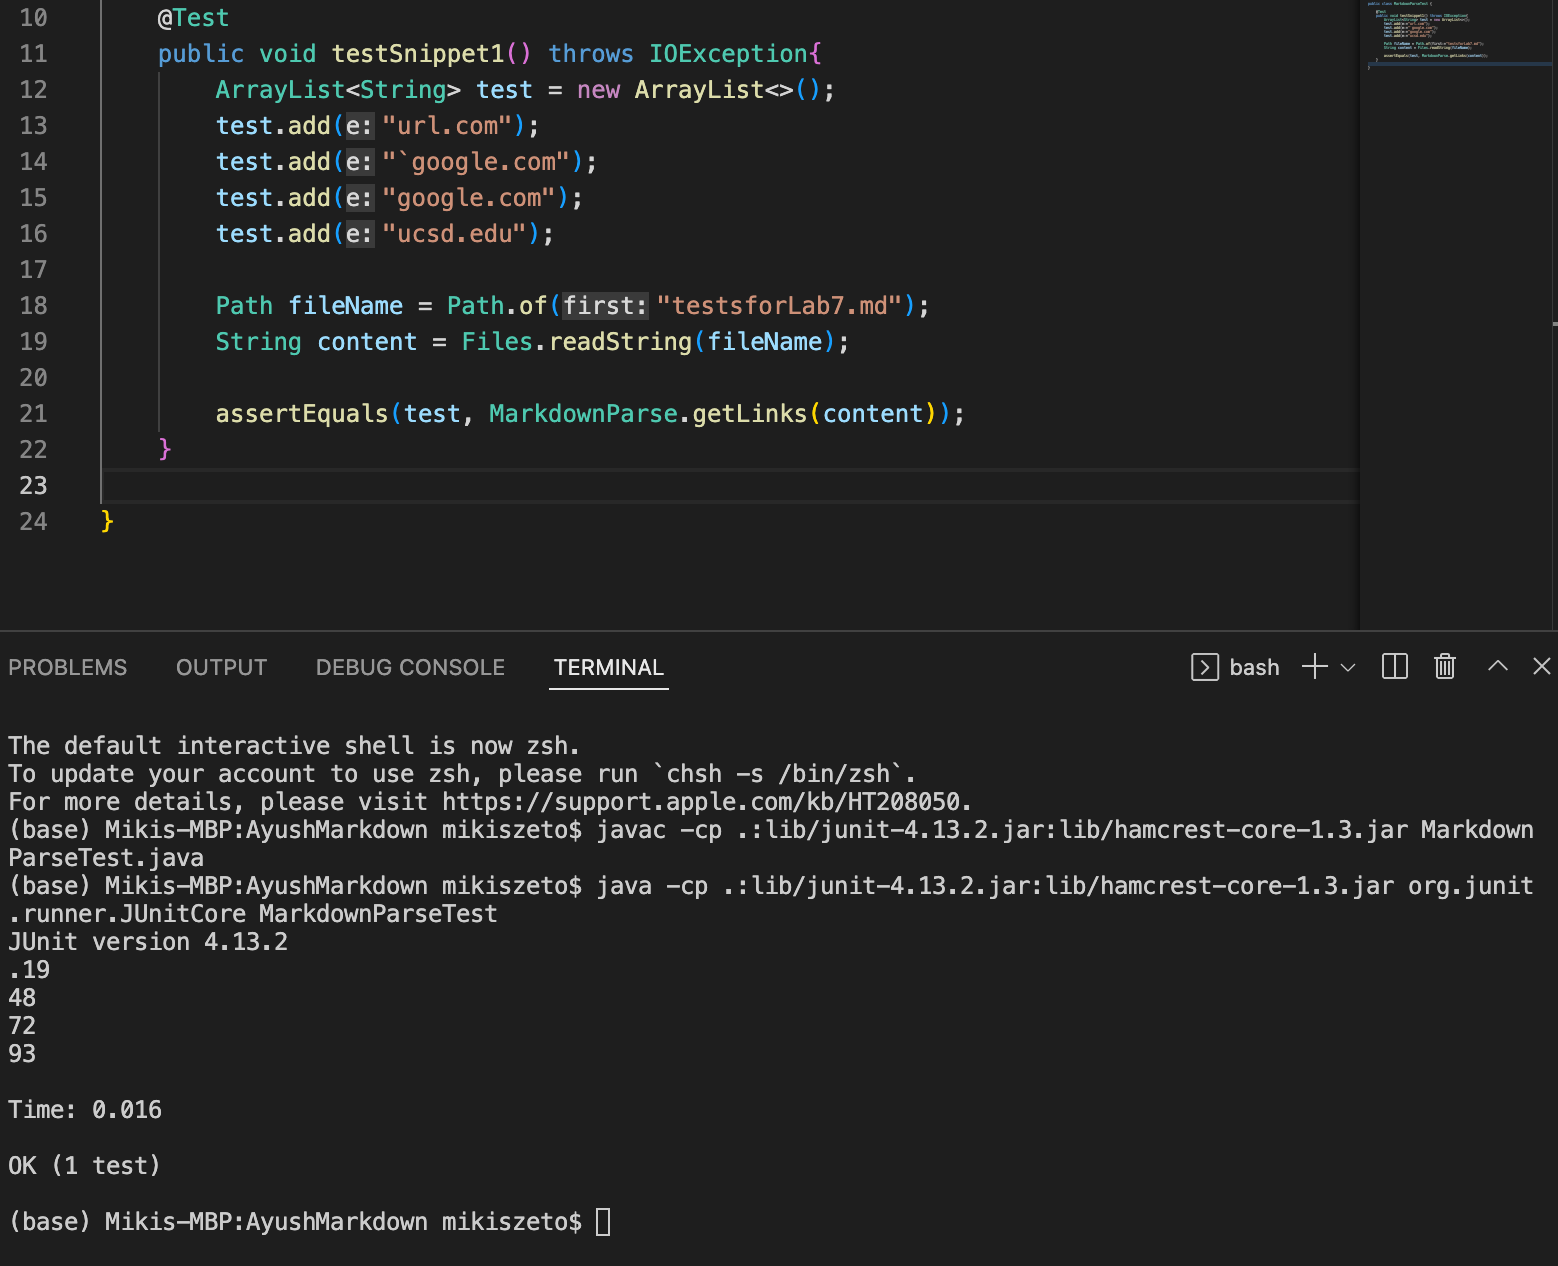 10 @Test
11 public void testSnippet1() throws IOException{
12 ArrayList<String> test = new ArrayList<>();
13 test.add(e: "url.com");
14 test.add(e: "`google.com");
15 test.add(e: "google.com");
16 test.add(e: "ucsd.edu");
17
18 Path fileName = Path.of(first: "testsforLab7.md");
19 String content = Files.readString(fileName);
20
21 assertEquals(test, MarkdownParse.getLinks(content));
22 }
23
24 }
PROBLEMS OUTPUT DEBUG CONSOLE TERMINAL bash
The default interactive shell is now zsh.
To update your account to use zsh, please run `chsh -s /bin/zsh`.
For more details, please visit https://support.apple.com/kb/HT208050.
(base) Mikis-MBP:AyushMarkdown mikiszeto$ javac -cp .:lib/junit-4.13.2.jar:lib/hamcrest-core-1.3.jar Markdown
ParseTest.java
(base) Mikis-MBP:AyushMarkdown mikiszeto$ java -cp .:lib/junit-4.13.2.jar:lib/hamcrest-core-1.3.jar org.junit
.runner.JUnitCore MarkdownParseTest
JUnit version 4.13.2
.19
48
72
93
Time: 0.016
OK (1 test)
(base) Mikis-MBP:AyushMarkdown mikiszeto$